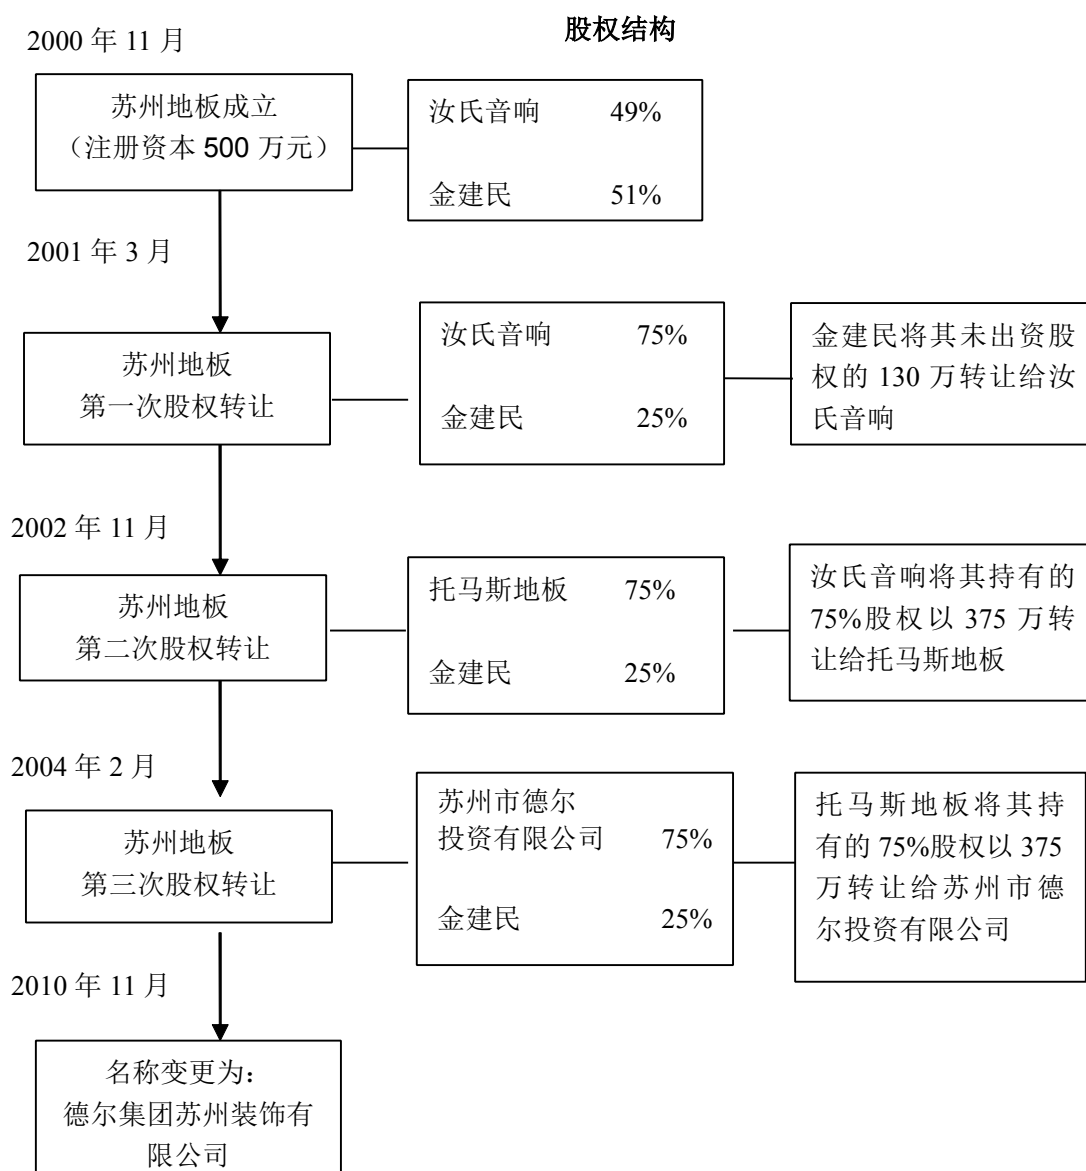 股权结构
2000 年 11 月
苏州地板成立
（注册资本 500 万元）
汝氏音响 49%
金建民 51%
2001 年 3 月
苏州地板
第一次股权转让
汝氏音响 75%
金建民 25%
金建民将其未出资股
权的 130 万转让给汝
氏音响
2002 年 11 月
苏州地板
第二次股权转让
托马斯地板 75%
金建民 25%
汝氏音响将其持有的
75%股权以 375 万转
让给托马斯地板
2004 年 2 月
苏州地板
第三次股权转让
苏州市德尔
投资有限公司 75%
金建民 25%
托马斯地板将其持
有的 75%股权以 375
万转让给苏州市德
尔投资有限公司
2010 年 11 月
名称变更为：
德尔集团苏州装饰有
限公司